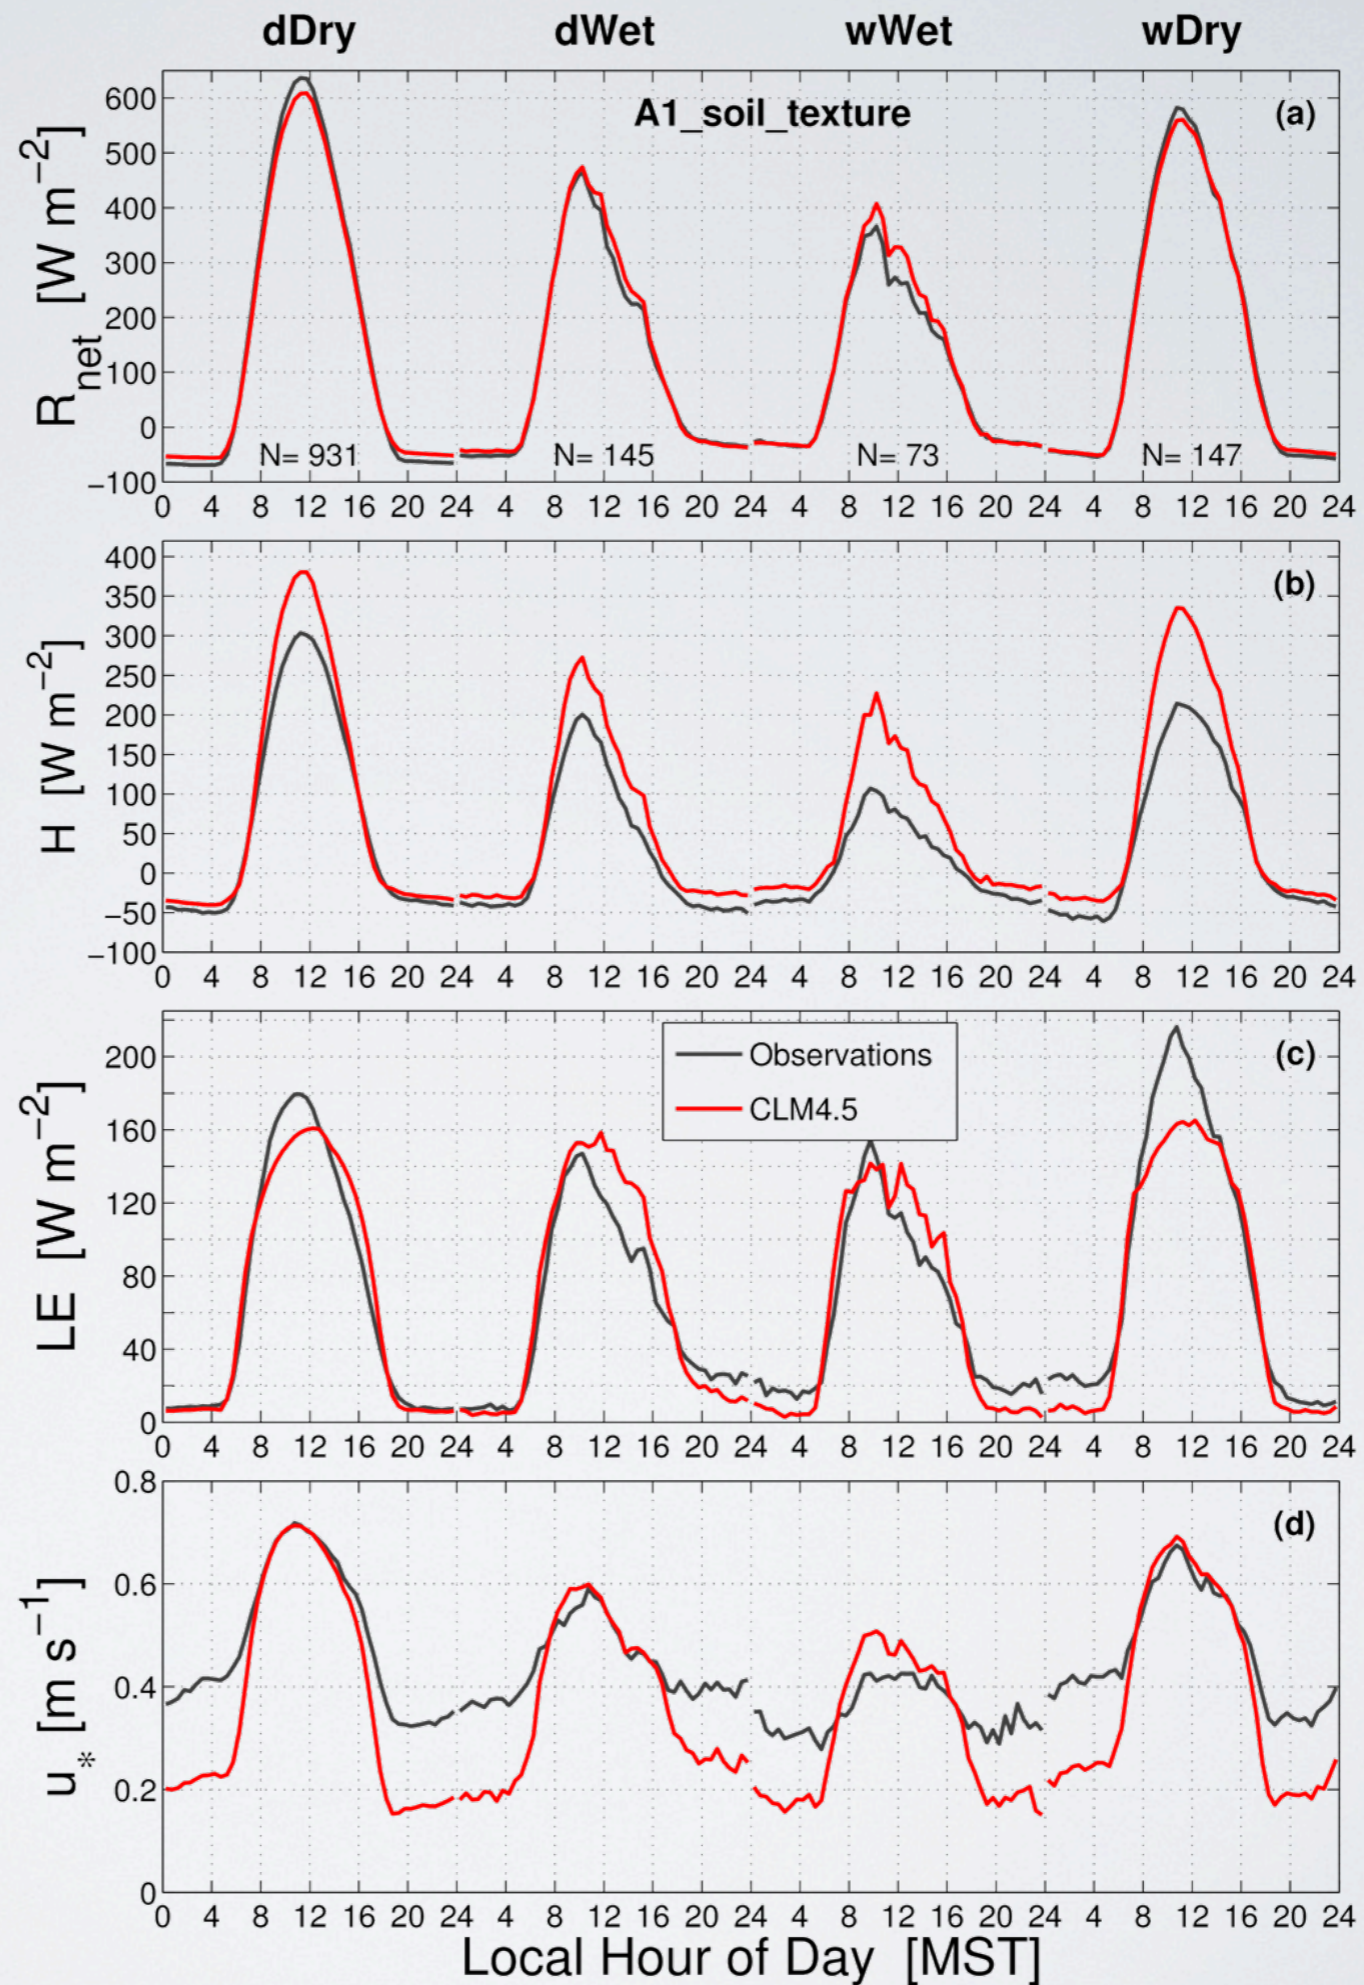 dDry dWet wWet wDry
A1_soil_texture
(a)
R_net [W m⁻²]
600
500
400
300
200
100
0
−100
N= 931 N= 145 N= 73 N= 147
0 4 8 12 16 20 24 4 8 12 16 20 24 4 8 12 16 20 24 4 8 12 16 20 24
(b)
H [W m⁻²]
400
350
300
250
200
150
100
50
0
−50
−100
0 4 8 12 16 20 24 4 8 12 16 20 24 4 8 12 16 20 24 4 8 12 16 20 24
(c)
Observations
CLM4.5
LE [W m⁻²]
200
160
120
80
40
0
0 4 8 12 16 20 24 4 8 12 16 20 24 4 8 12 16 20 24 4 8 12 16 20 24
(d)
u* [m s⁻¹]
0.8
0.6
0.4
0.2
0
0 4 8 12 16 20 24 4 8 12 16 20 24 4 8 12 16 20 24 4 8 12 16 20 24
Local Hour of Day [MST]